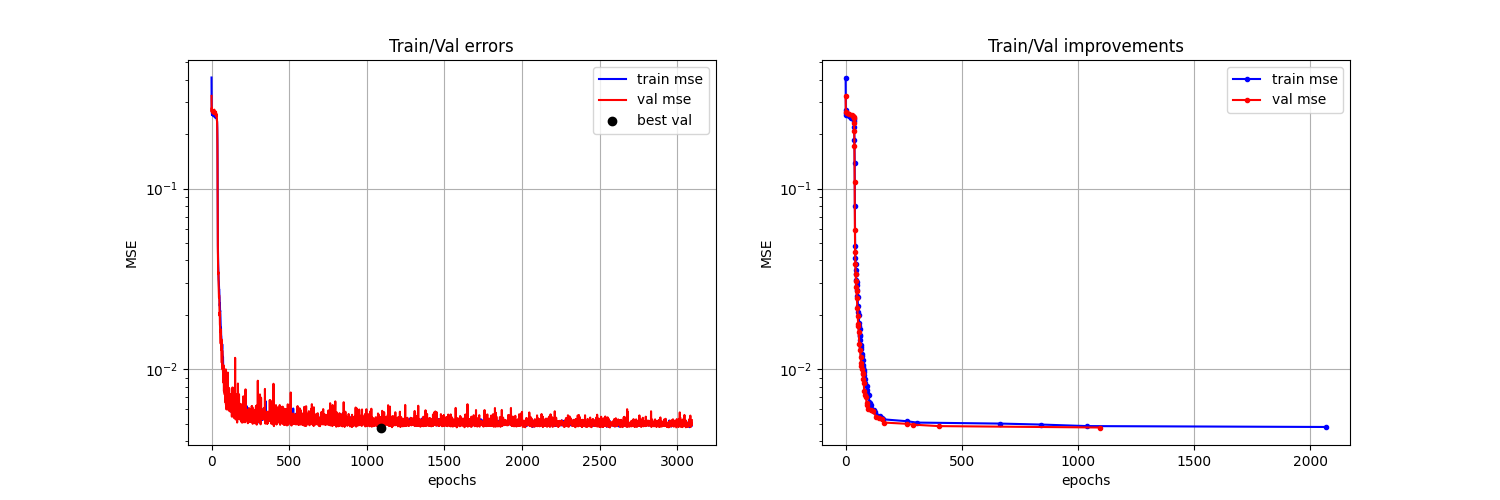 Train/Val errors
train mse
val mse
best val
10⁻¹
10⁻²
MSE
0 500 1000 1500 2000 2500 3000
epochs
Train/Val improvements
train mse
val mse
10⁻¹
10⁻²
MSE
0 500 1000 1500 2000
epochs